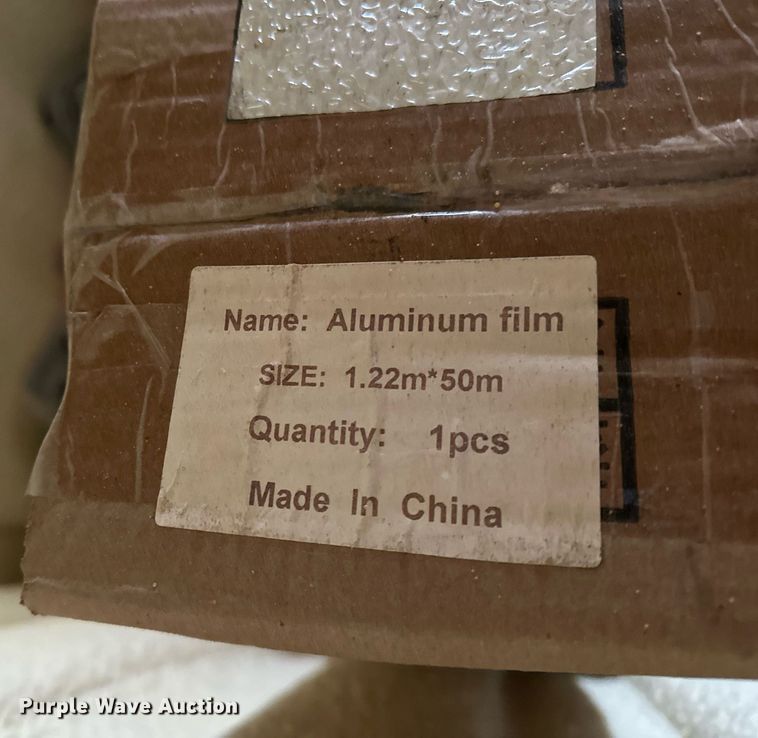 Name: Aluminum film
SIZE: 1.22m*50m
Quantity: 1pcs
Made In China
Purple Wave Auction